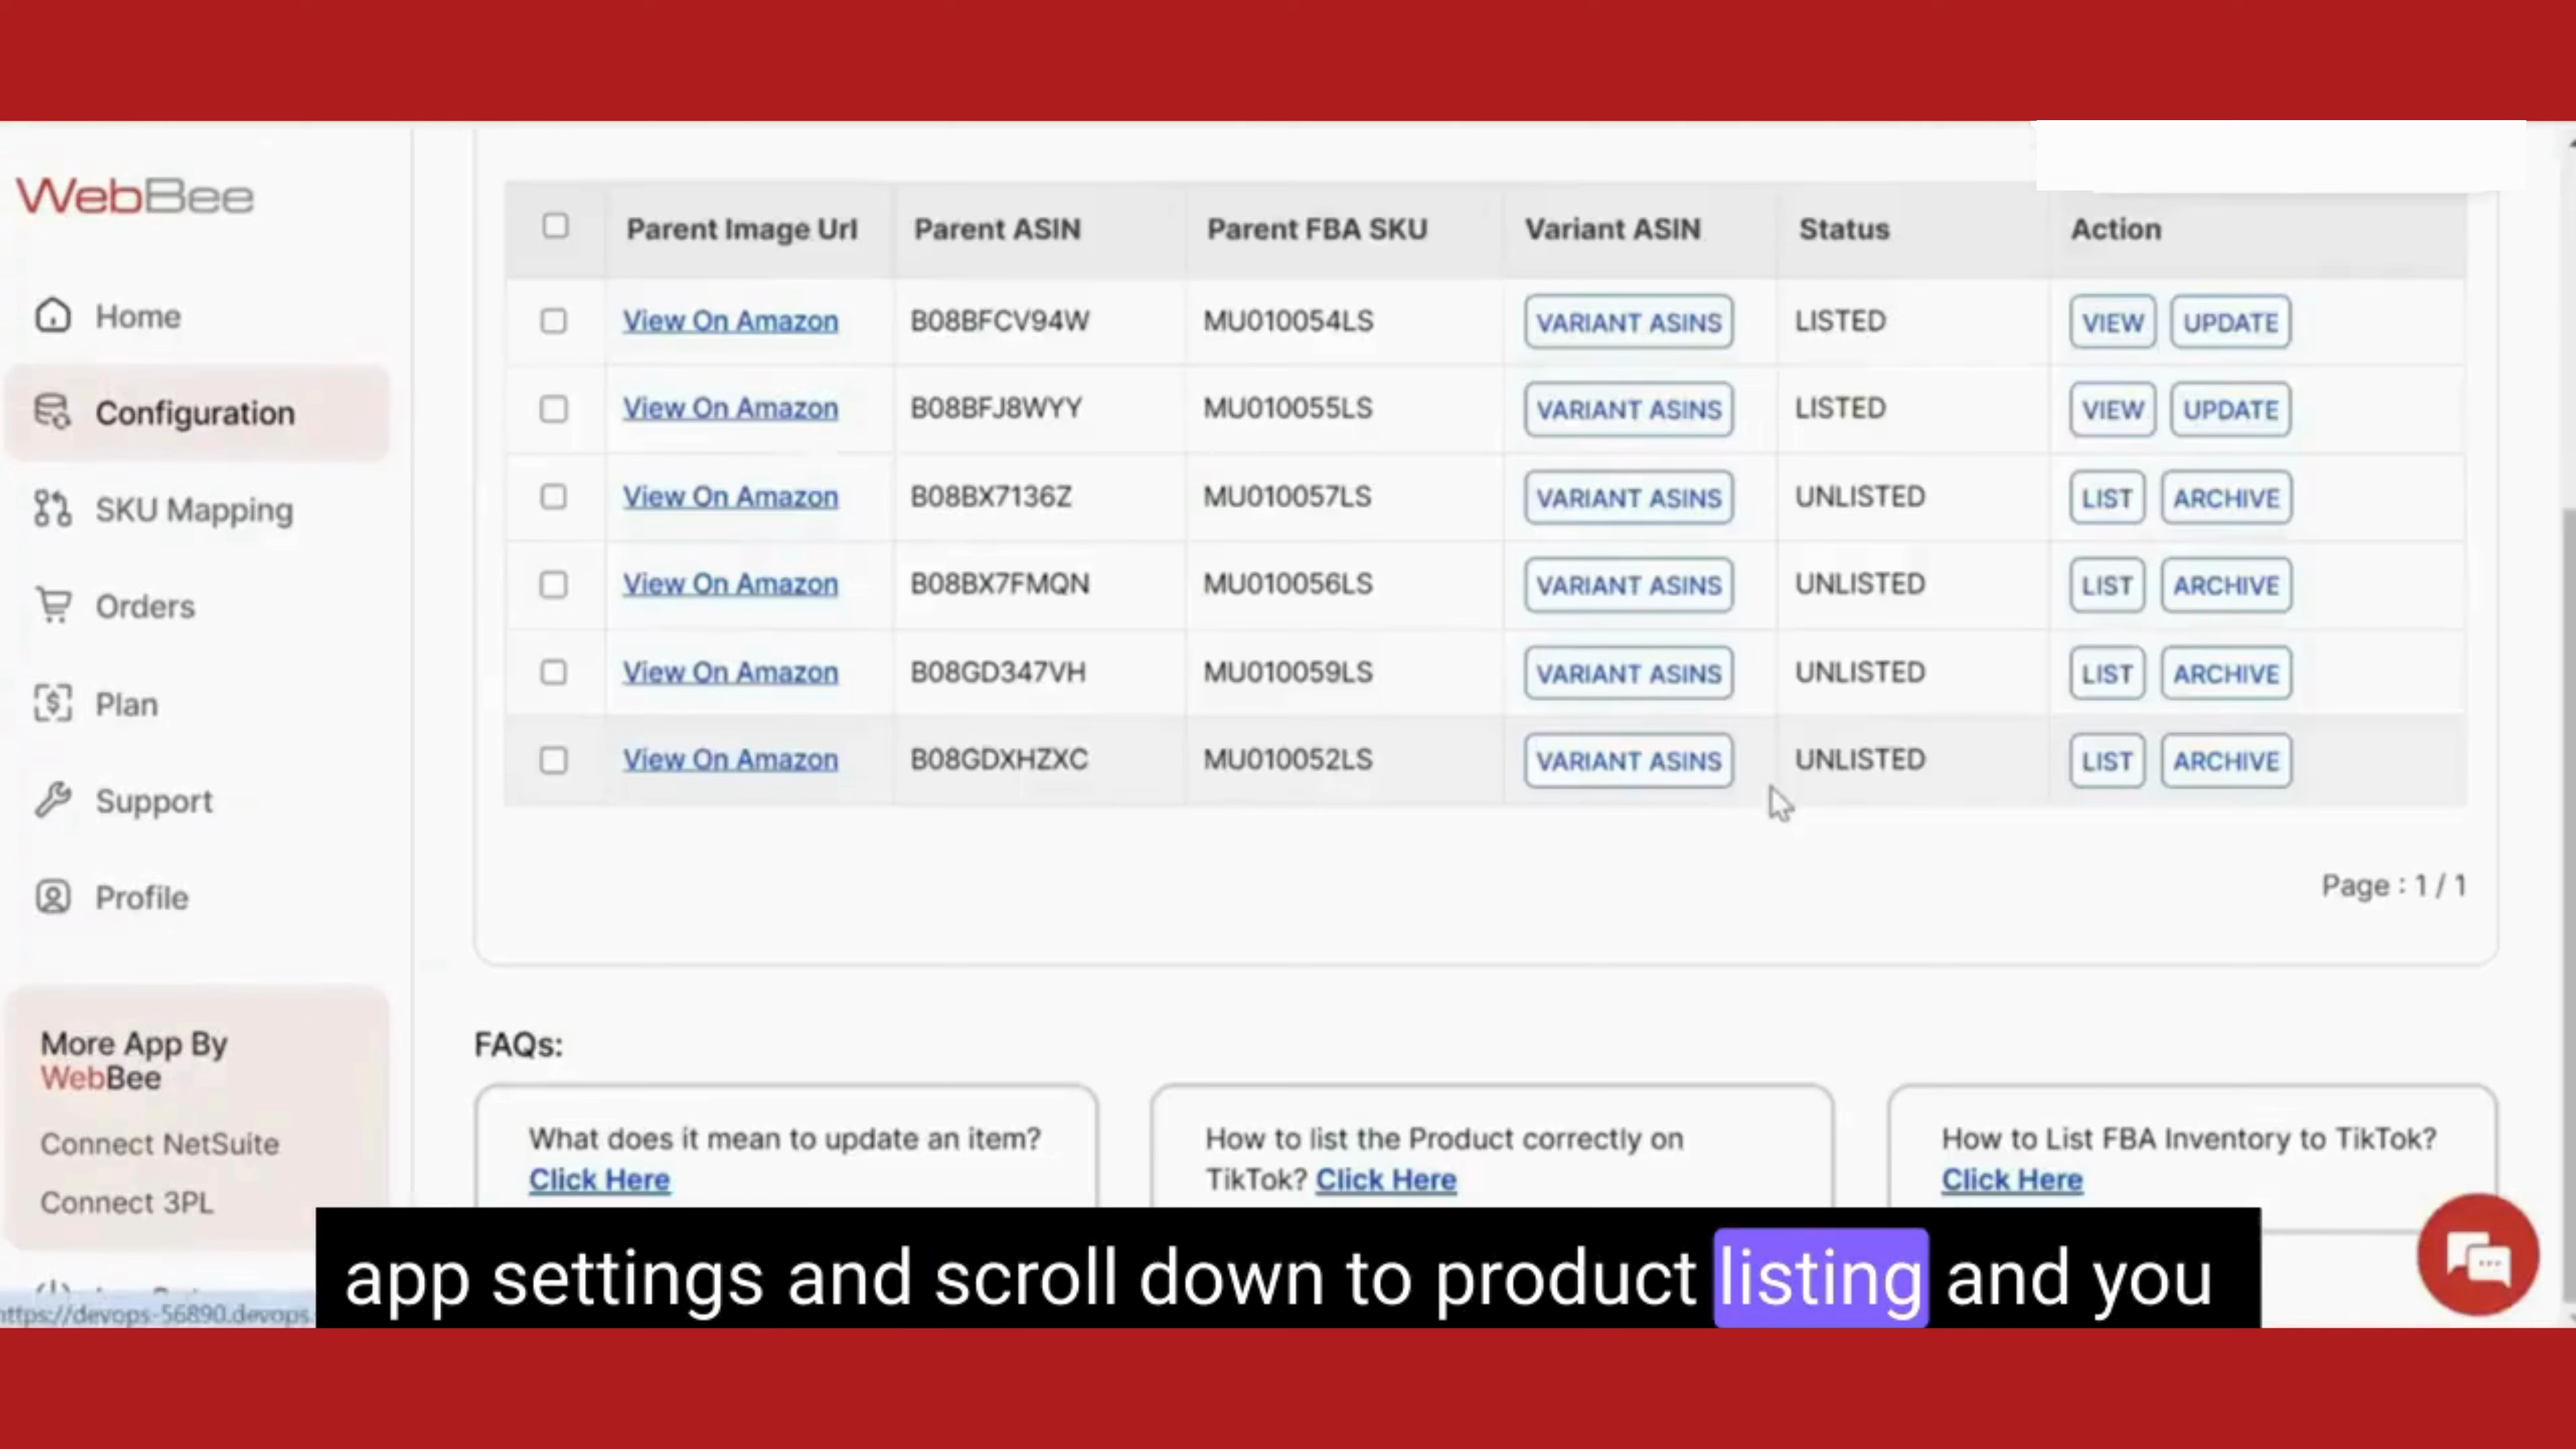 WebBee
Home
Configuration
SKU Mapping
Orders
Plan
Support
Profile
More App By
WebBee
Connect NetSuite
Connect 3PL
Parent Image Url Parent ASIN Parent FBA SKU Variant ASIN Status Action
View On Amazon B08BFCV94W MU010054LS VARIANT ASINS LISTED VIEW UPDATE
View On Amazon B08BFJ8WYY MU010055LS VARIANT ASINS LISTED VIEW UPDATE
View On Amazon B08BX7136Z MU010057LS VARIANT ASINS UNLISTED LIST ARCHIVE
View On Amazon B08BX7FMQN MU010056LS VARIANT ASINS UNLISTED LIST ARCHIVE
View On Amazon B08GD347VH MU010059LS VARIANT ASINS UNLISTED LIST ARCHIVE
View On Amazon B08GDXHZXC MU010052LS VARIANT ASINS UNLISTED LIST ARCHIVE
Page : 1 / 1
FAQs:
What does it mean to update an item?
Click Here
How to list the Product correctly on
TikTok? Click Here
How to List FBA Inventory to TikTok?
Click Here
https://devops-56890.devops.
app settings and scroll down to product listing and you